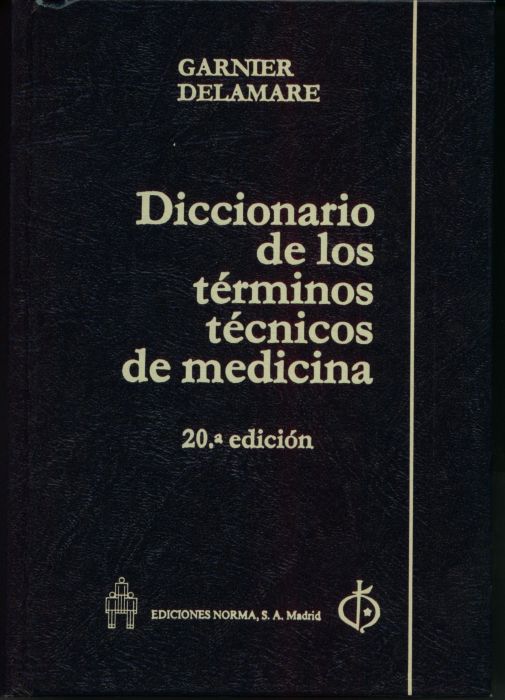 GARNIER
DELAMARE
Diccionario
de los
términos
técnicos
de medicina
20.ª edición
EDICIONES NORMA, S. A. Madrid